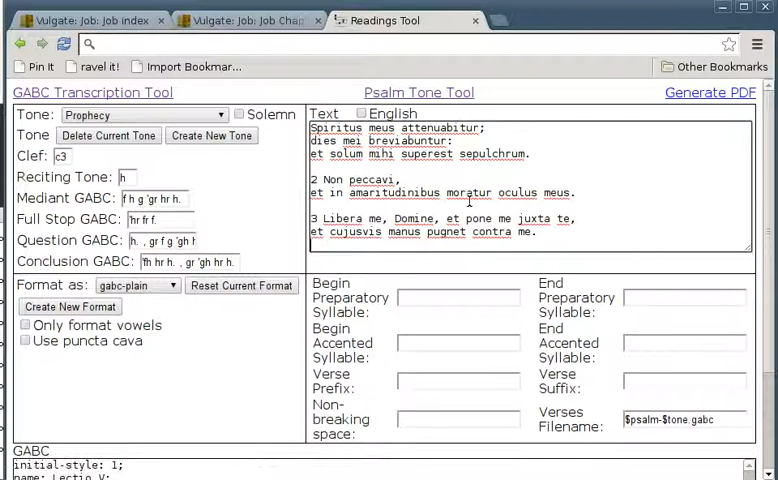 Vulgate: Job: Job index
Vulgate: Job: Job Chap
Readings Tool
Pin It
ravel it!
Import Bookmar...
Other Bookmarks
GABC Transcription Tool
Psalm Tone Tool
Generate PDF
Tone: Prophecy
Solemn
Tone
Delete Current Tone
Create New Tone
Clef: c3
Reciting Tone: h
Mediant GABC: f h g 'gr hr h.
Full Stop GABC: 'hr fr f.
Question GABC: h. , gr f g 'gh h
Conclusion GABC: 'fh hr h. , gr 'gh hr h.
Text
English
Spiritus meus attenuabitur;
dies mei breviabuntur:
et solum mihi superest sepulchrum.
2 Non peccavi,
et in amaritudinibus moratur oculus meus.
3 Libera me, Domine, et pone me juxta te,
et cujusvis manus pugnet contra me.
Format as: gabc-plain
Reset Current Format
Create New Format
Only format vowels
Use puncta cava
Begin
Preparatory
Syllable:
End
Preparatory
Syllable:
Begin
Accented
Syllable:
End
Accented
Syllable:
Verse
Prefix:
Verse
Suffix:
Non-
breaking
space:
Verses
Filename:
$psalm-$tone.gabc
GABC
initial-style: 1;
name: Lectio V;